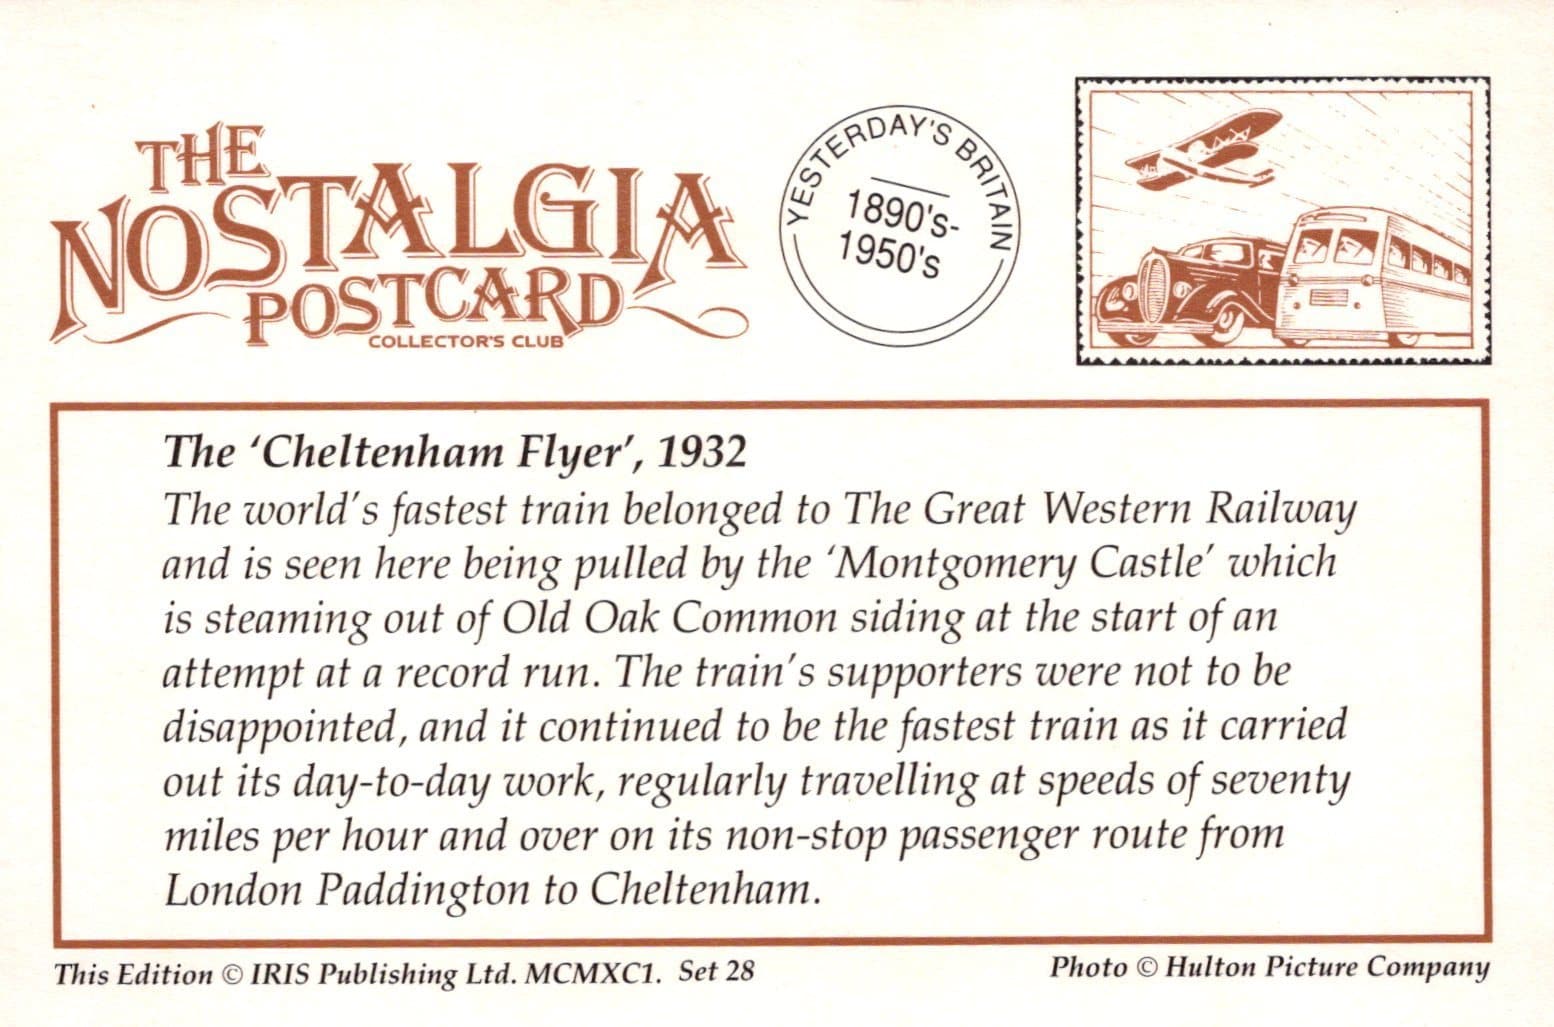 THE
NOSTALGIA
POSTCARD
COLLECTOR'S CLUB
YESTERDAY'S BRITAIN
1890's-
1950's
The ‘Cheltenham Flyer’, 1932
The world's fastest train belonged to The Great Western Railway
and is seen here being pulled by the ‘Montgomery Castle’ which
is steaming out of Old Oak Common siding at the start of an
attempt at a record run. The train's supporters were not to be
disappointed, and it continued to be the fastest train as it carried
out its day-to-day work, regularly travelling at speeds of seventy
miles per hour and over on its non-stop passenger route from
London Paddington to Cheltenham.
This Edition © IRIS Publishing Ltd. MCMXC1. Set 28
Photo © Hulton Picture Company